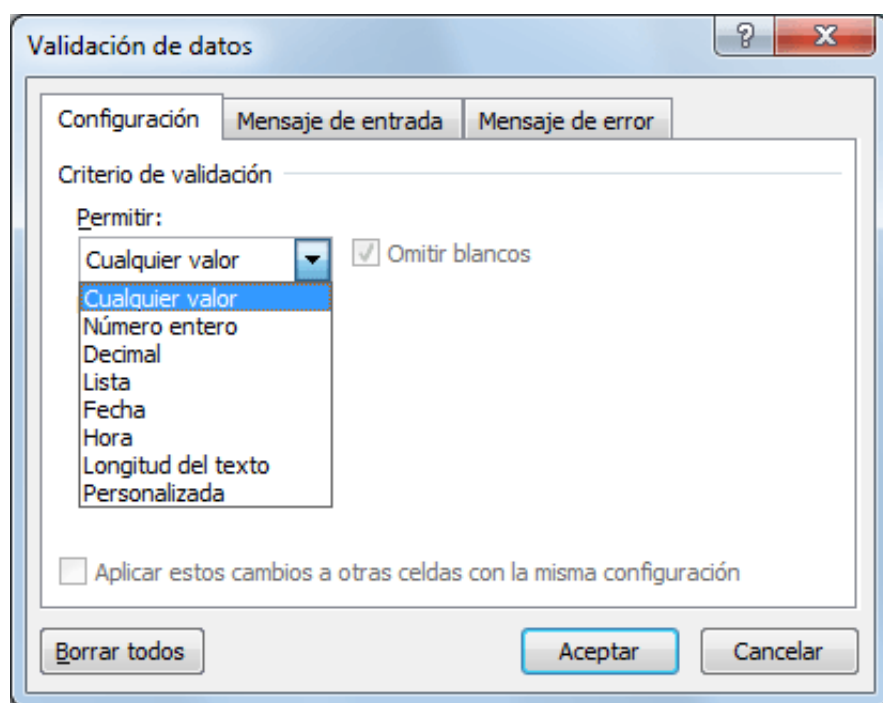 Validación de datos
Configuración Mensaje de entrada Mensaje de error
Criterio de validación
Permitir:
Cualquier valor Omitir blancos
Cualquier valor
Número entero
Decimal
Lista
Fecha
Hora
Longitud del texto
Personalizada
Aplicar estos cambios a otras celdas con la misma configuración
Borrar todos Aceptar Cancelar